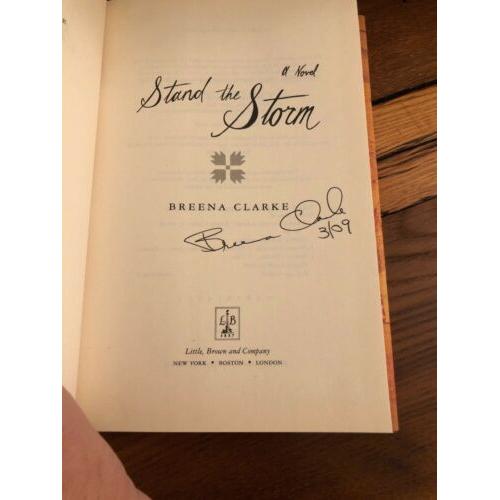 a Novel
Stand the
Storm
BREENA CLARKE
Breena Clarke
3/09
L B
1837
Little, Brown and Company
NEW YORK • BOSTON • LONDON